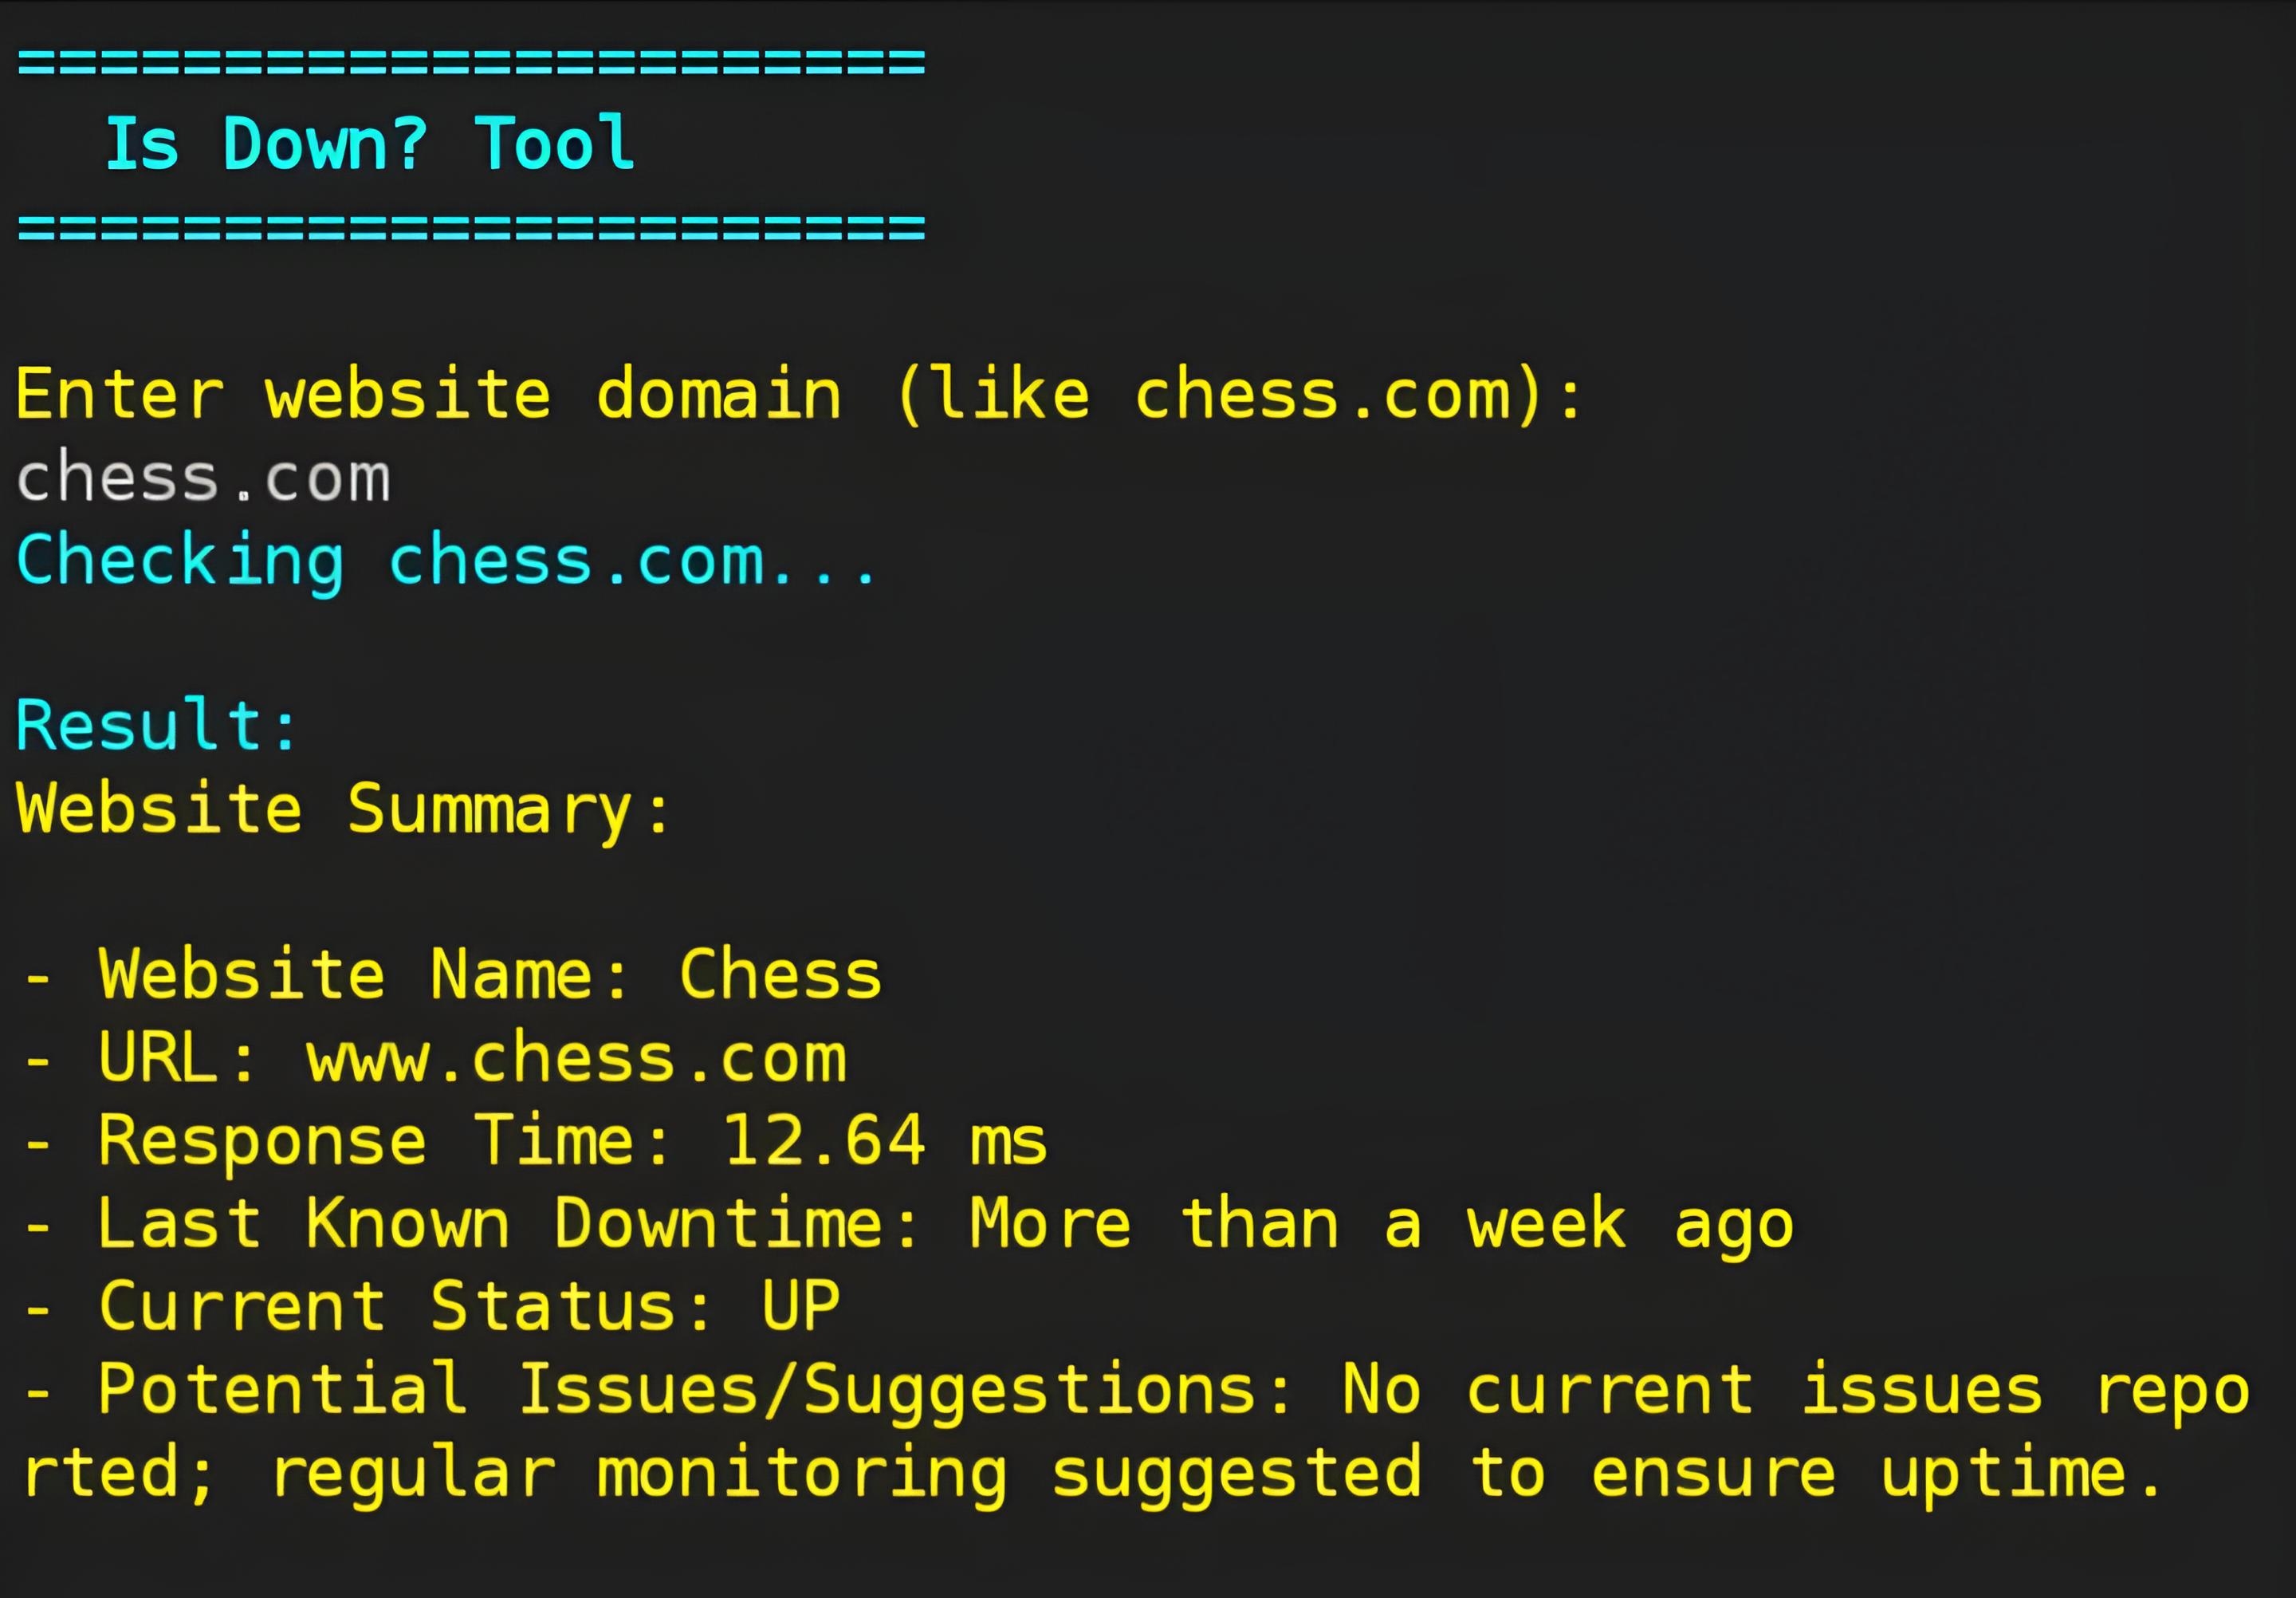 ======================
Is Down? Tool
======================
Enter website domain (like chess.com):
chess.com
Checking chess.com...
Result:
Website Summary:
- Website Name: Chess
- URL: www.chess.com
- Response Time: 12.64 ms
- Last Known Downtime: More than a week ago
- Current Status: UP
- Potential Issues/Suggestions: No current issues repo
rted; regular monitoring suggested to ensure uptime.